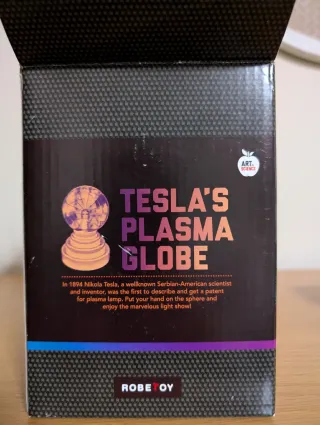 ART &
SCIENCE
TESLA'S
PLASMA
GLOBE
In 1894 Nikola Tesla, a wellknown Serbian-American scientist
and inventor, was the first to describe and get a patent
for plasma lamp. Put your hand on the sphere and
enjoy the marvelous light show!
ROBETOY